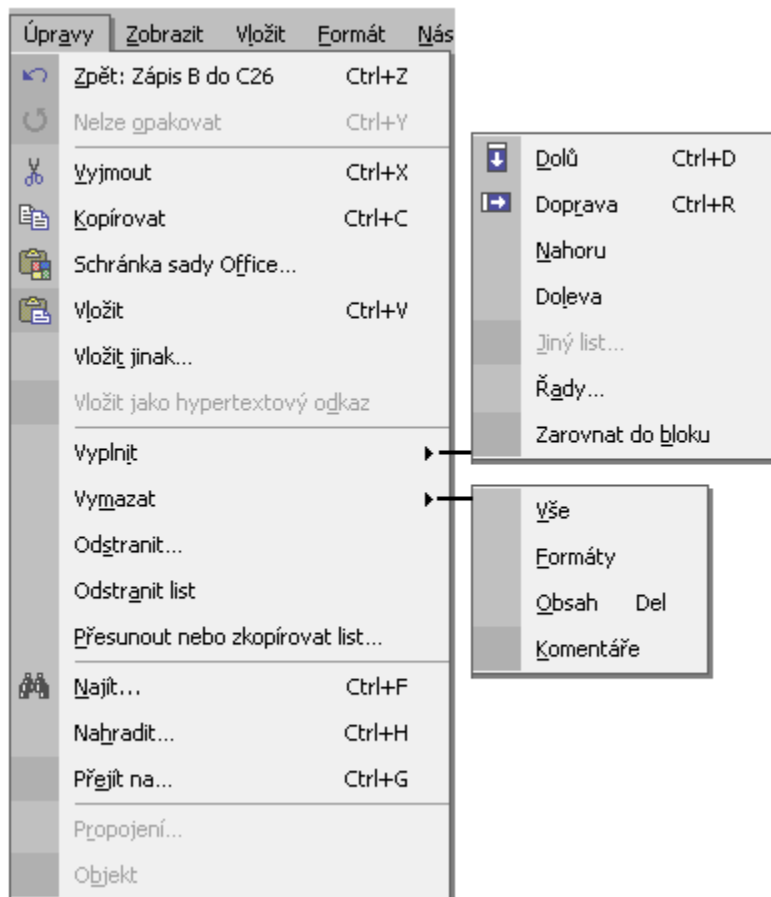 Úpravy Zobrazit Vložit Formát Nás
Zpět: Zápis B do C26 Ctrl+Z
Nelze opakovat Ctrl+Y
Vyjmout Ctrl+X
Kopírovat Ctrl+C
Schránka sady Office...
Vložit Ctrl+V
Vložit jinak...
Vložit jako hypertextový odkaz
Vyplnit
Vymazat
Odstranit...
Odstranit list
Přesunout nebo zkopírovat list...
Najít... Ctrl+F
Nahradit... Ctrl+H
Přejít na... Ctrl+G
Propojení...
Objekt
Dolů Ctrl+D
Doprava Ctrl+R
Nahoru
Doleva
Jiný list...
Řady...
Zarovnat do bloku
Vše
Formáty
Obsah Del
Komentáře